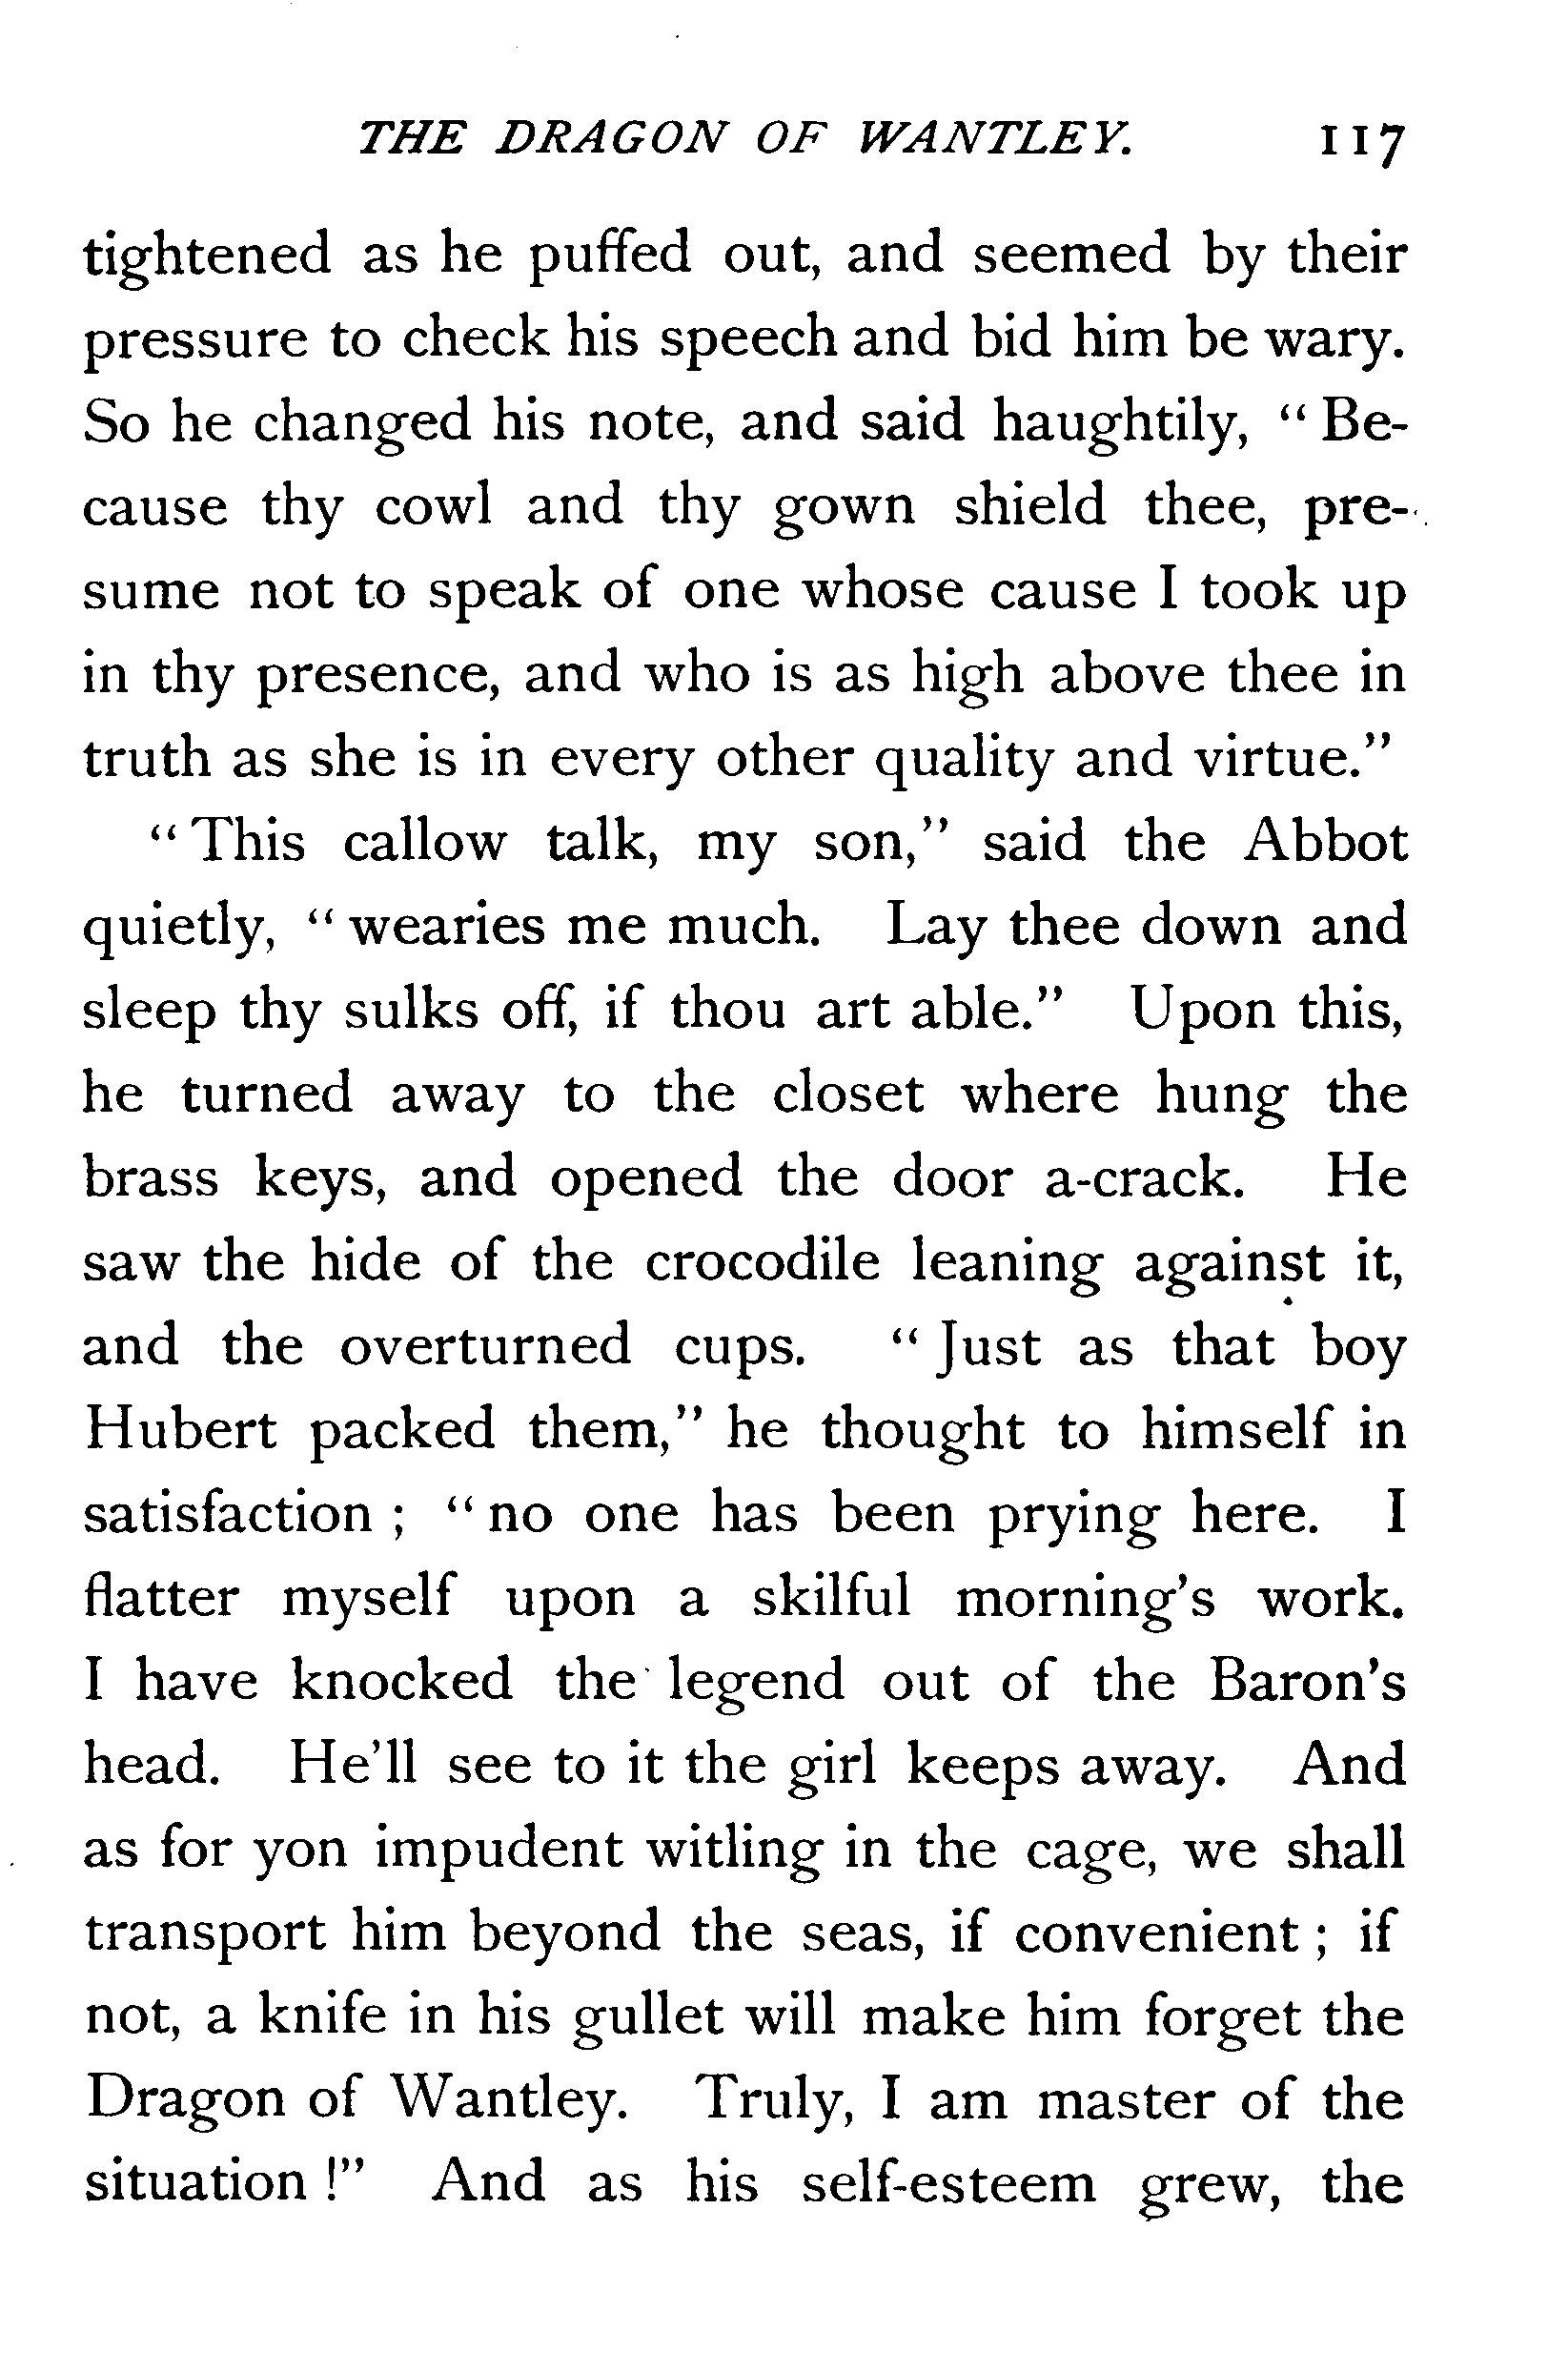 THE DRAGON OF WANTLEY. 117
tightened as he puffed out, and seemed by their
pressure to check his speech and bid him be wary.
So he changed his note, and said haughtily, “ Be-
cause thy cowl and thy gown shield thee, pre-
sume not to speak of one whose cause I took up
in thy presence, and who is as high above thee in
truth as she is in every other quality and virtue.”
“ This callow talk, my son,” said the Abbot
quietly, “ wearies me much. Lay thee down and
sleep thy sulks off, if thou art able.” Upon this,
he turned away to the closet where hung the
brass keys, and opened the door a-crack. He
saw the hide of the crocodile leaning against it,
and the overturned cups. “ Just as that boy
Hubert packed them,” he thought to himself in
satisfaction ; “ no one has been prying here. I
flatter myself upon a skilful morning’s work.
I have knocked the legend out of the Baron’s
head. He’ll see to it the girl keeps away. And
as for yon impudent witling in the cage, we shall
transport him beyond the seas, if convenient ; if
not, a knife in his gullet will make him forget the
Dragon of Wantley. Truly, I am master of the
situation !” And as his self-esteem grew, the